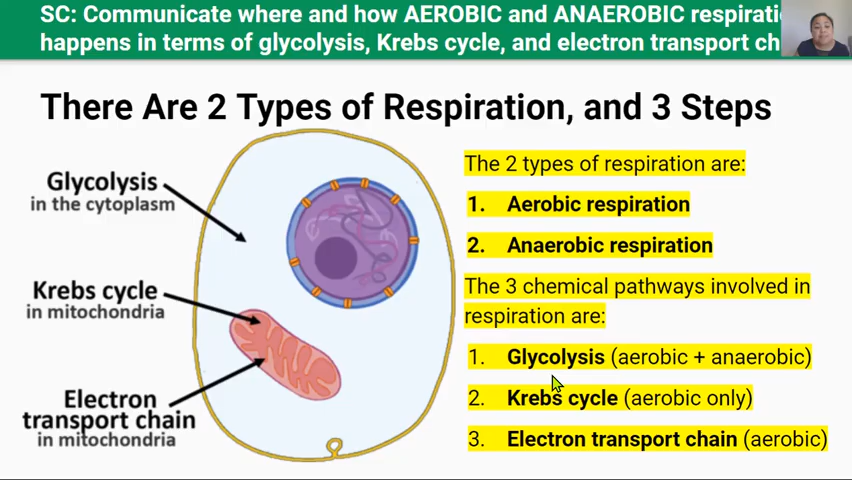 SC: Communicate where and how AEROBIC and ANAEROBIC
happens in terms of glycolysis, Krebs cycle, and electron transport
There Are 2 Types of Respiration, and 3 Steps
Glycolysis
in the cytoplasm
Krebs cycle
in mitochondria
Electron
transport chain
in mitochondria
The 2 types of respiration are:
1. Aerobic respiration
2. Anaerobic respiration
The 3 chemical pathways involved in
respiration are:
1. Glycolysis (aerobic + anaerobic)
2. Krebs cycle (aerobic only)
3. Electron transport chain (aerobic)